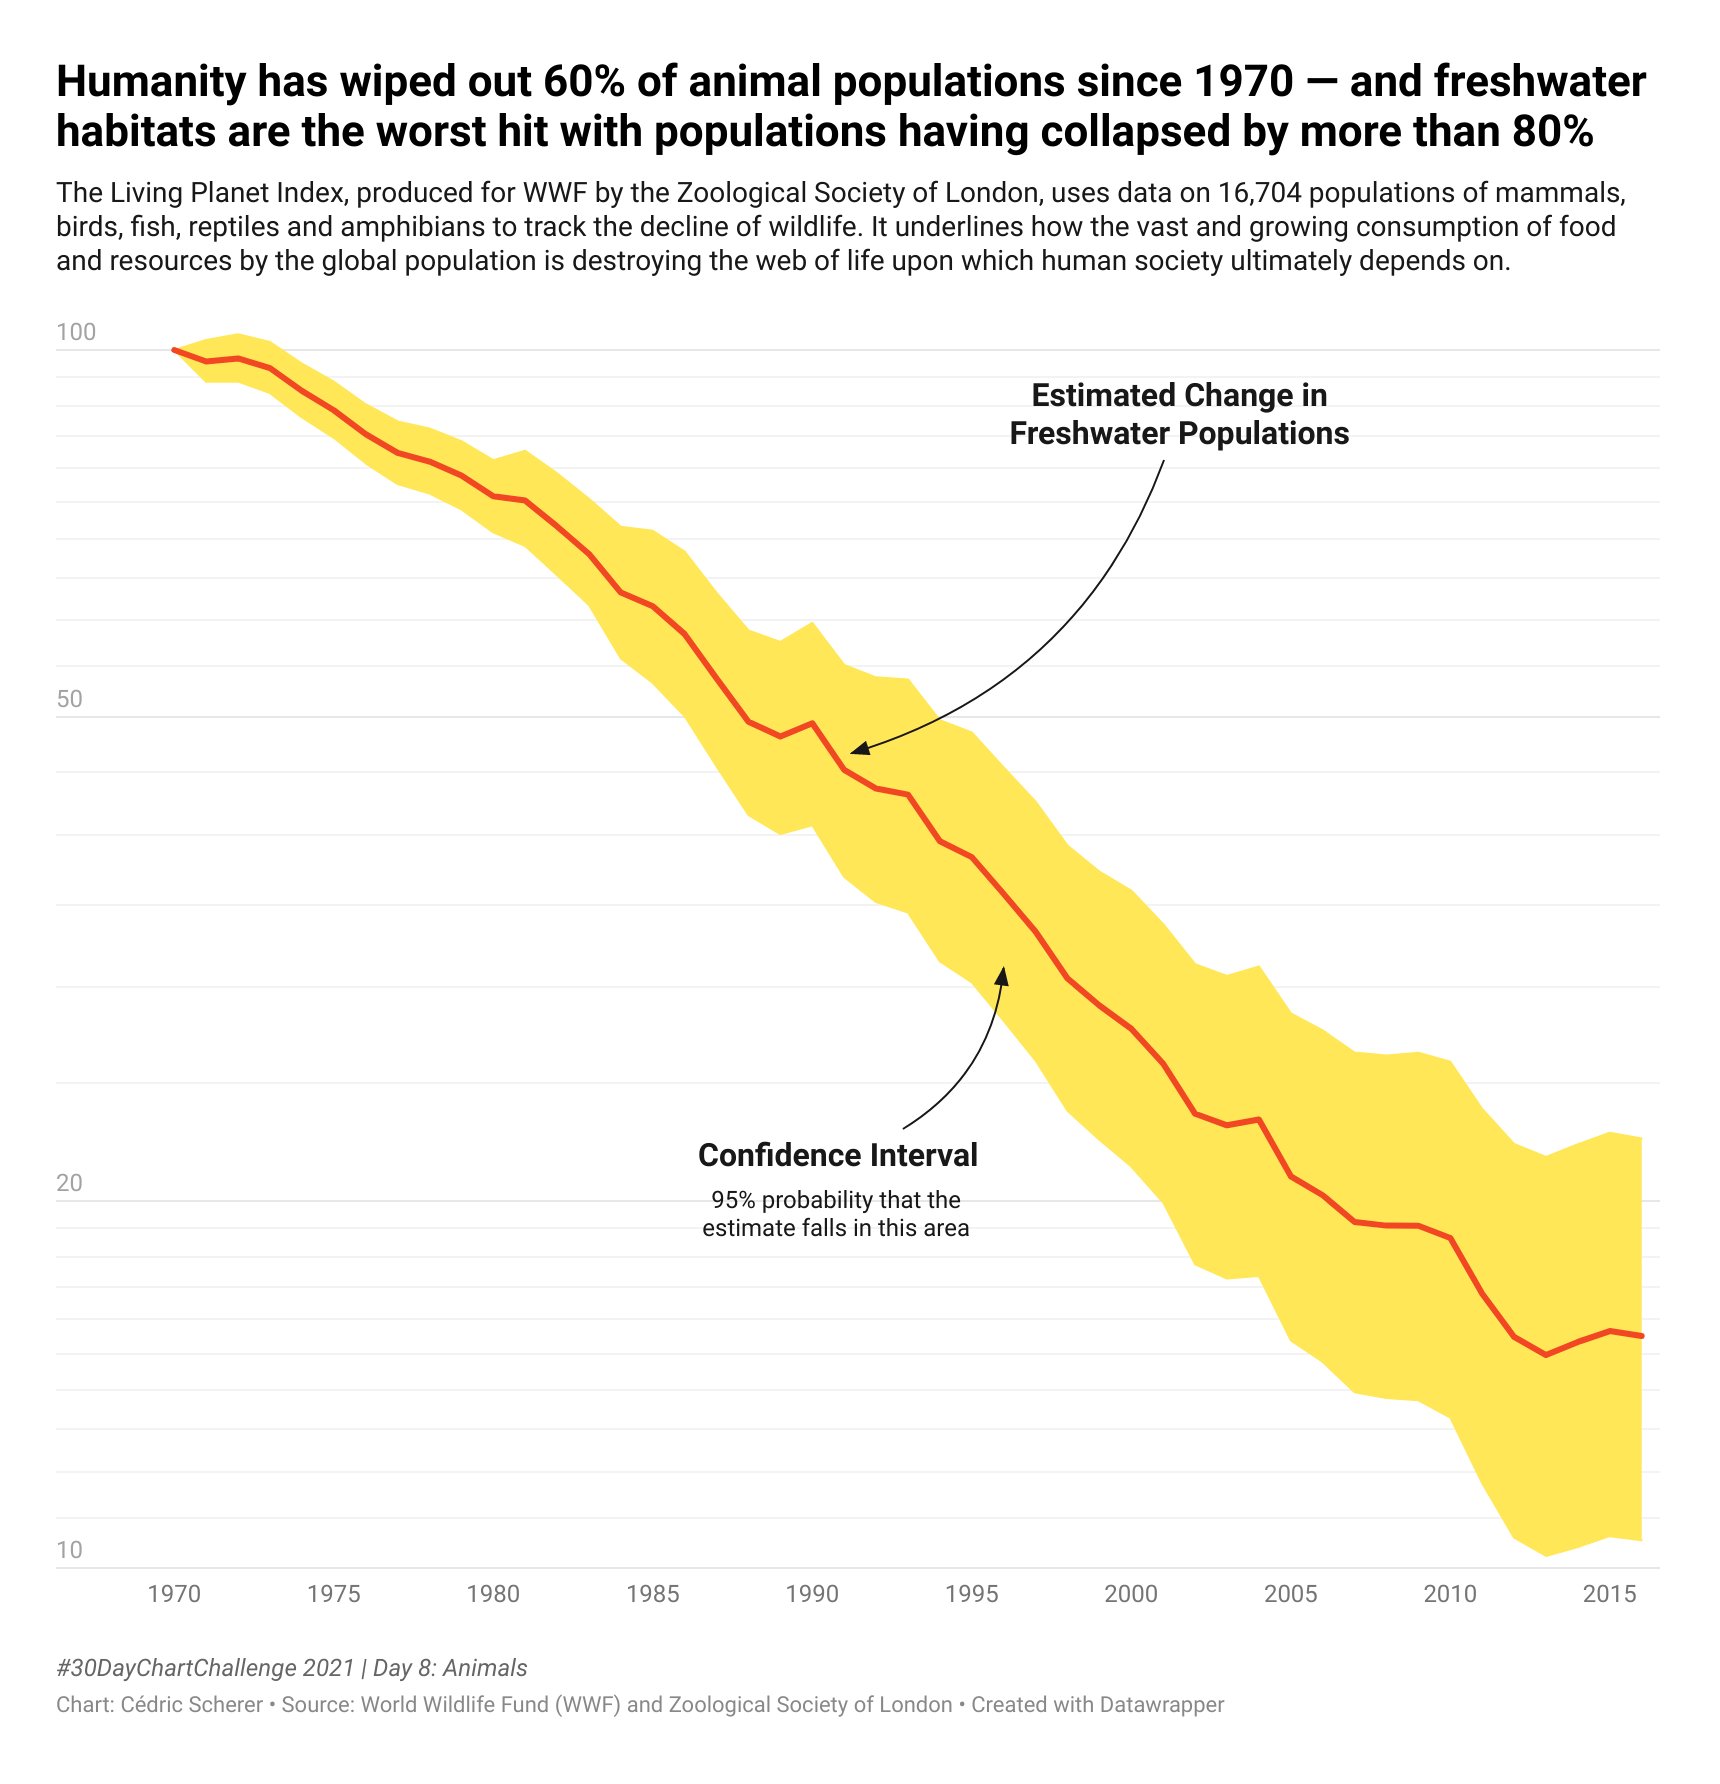 Humanity has wiped out 60% of animal populations since 1970 — and freshwater
habitats are the worst hit with populations having collapsed by more than 80%
The Living Planet Index, produced for WWF by the Zoological Society of London, uses data on 16,704 populations of mammals,
birds, fish, reptiles and amphibians to track the decline of wildlife. It underlines how the vast and growing consumption of food
and resources by the global population is destroying the web of life upon which human society ultimately depends on.
100
Estimated Change in
Freshwater Populations
50
Confidence Interval
20
95% probability that the
estimate falls in this area
10
1970 1975 1980 1985 1990 1995 2000 2005 2010 2015
#30DayChartChallenge 2021 | Day 8: Animals
Chart: Cédric Scherer • Source: World Wildlife Fund (WWF) and Zoological Society of London • Created with Datawrapper